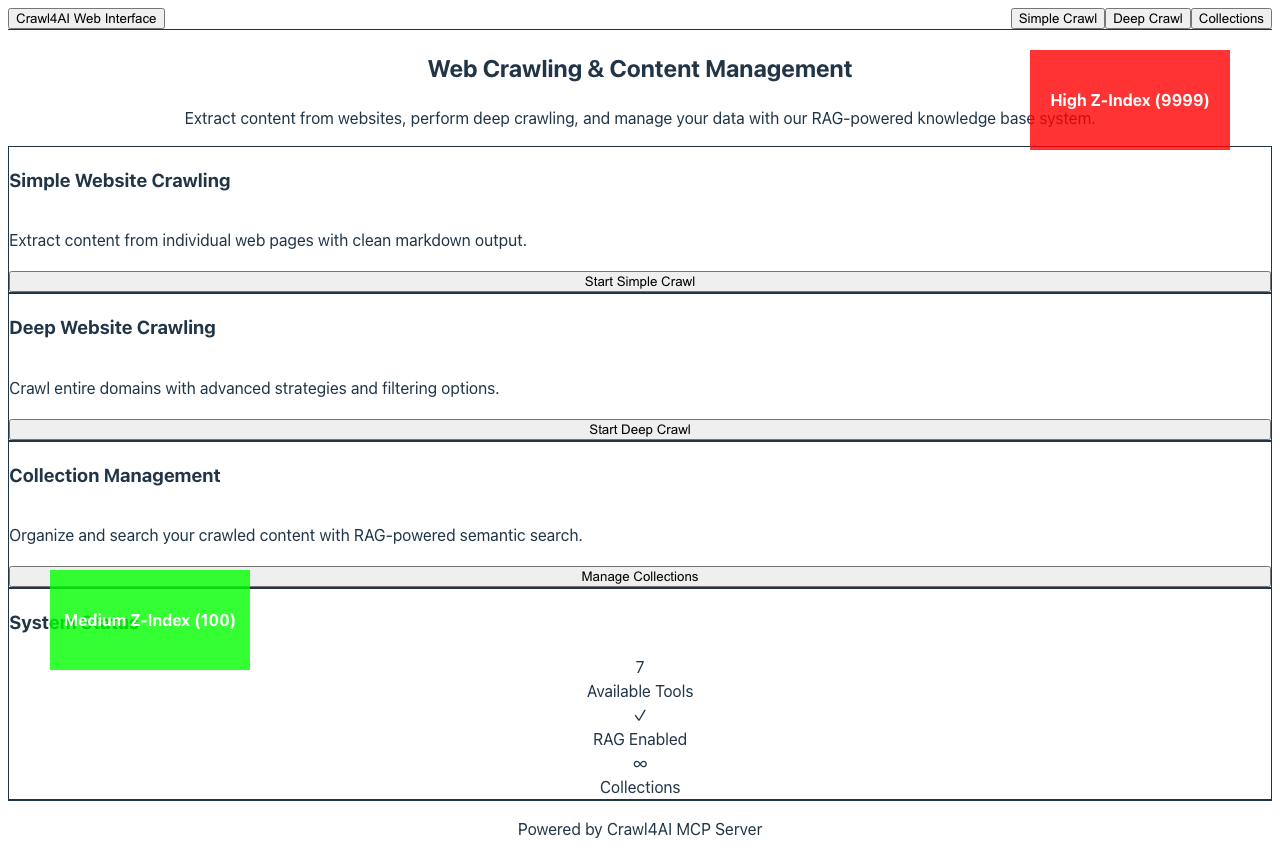 Crawl4AI Web Interface
Simple Crawl Deep Crawl Collections
Web Crawling & Content Management
High Z-Index (9999)
Extract content from websites, perform deep crawling, and manage your data with our RAG-powered knowledge base system.
Simple Website Crawling
Extract content from individual web pages with clean markdown output.
Start Simple Crawl
Deep Website Crawling
Crawl entire domains with advanced strategies and filtering options.
Start Deep Crawl
Collection Management
Organize and search your crawled content with RAG-powered semantic search.
Manage Collections
System Status
Medium Z-Index (100)
7
Available Tools
✓
RAG Enabled
∞
Collections
Powered by Crawl4AI MCP Server